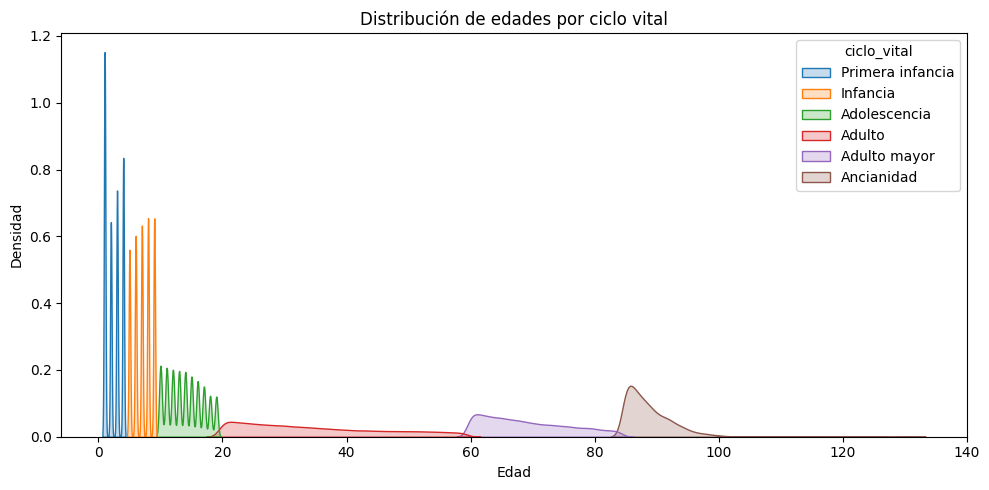 Distribución de edades por ciclo vital
ciclo_vital
Primera infancia
Infancia
Adolescencia
Adulto
Adulto mayor
Ancianidad
Densidad
1.2
1.0
0.8
0.6
0.4
0.2
0.0
0 20 40 60 80 100 120 140
Edad